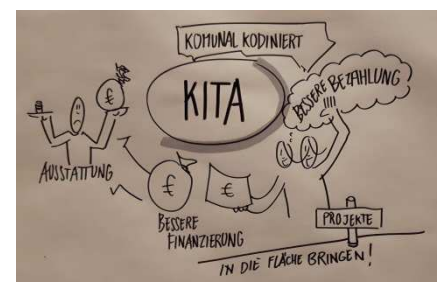 KOMUNAL KODINIERT
KITA
BESSERE BEZAHLUNG
!!!!
£
AUSSTATTUNG
£
€
BESSERE
FINANZIERUNG
PROJEKTE
IN DIE FLÄCHE BRINGEN!